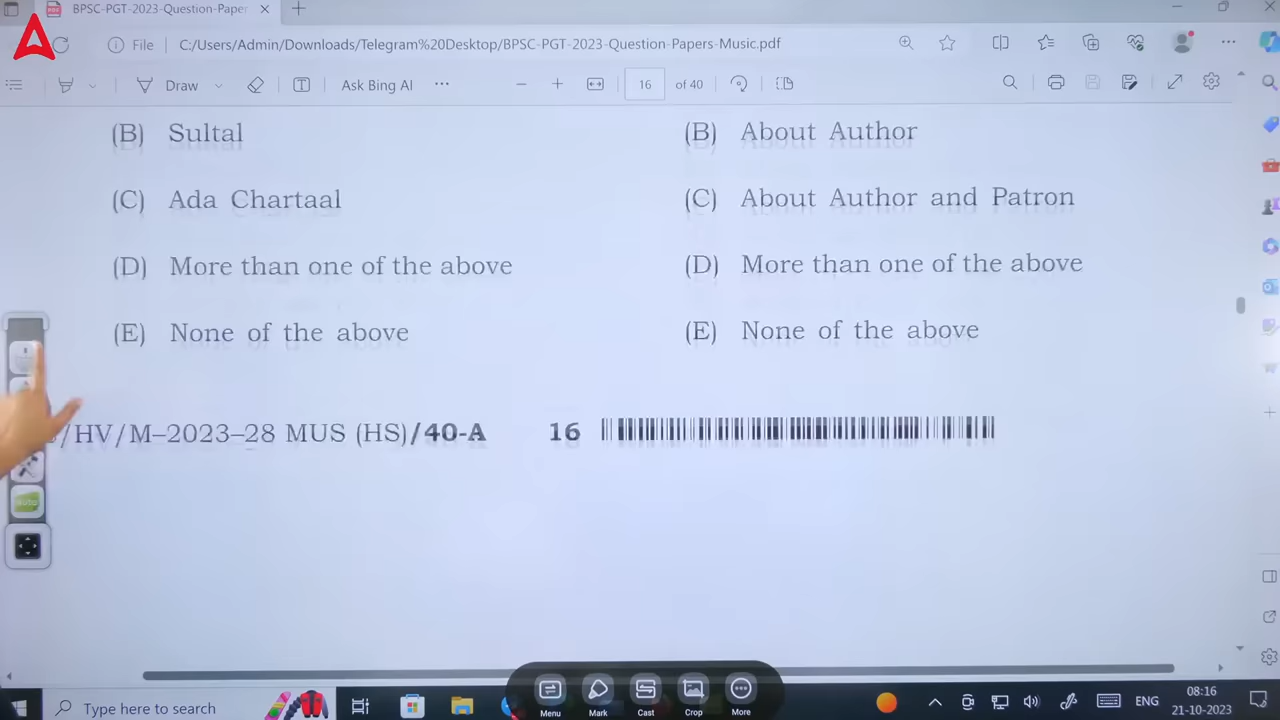 BPSC-PGT-2023-Question-Paper
File
C:/Users/Admin/Downloads/Telegram%20Desktop/BPSC-PGT-2023-Question-Papers-Music.pdf
Draw
Ask Bing AI
16
of 40
(B) Sultal
(C) Ada Chartaal
(D) More than one of the above
(E) None of the above
(B) About Author
(C) About Author and Patron
(D) More than one of the above
(E) None of the above
/HV/M–2023–28 MUS (HS)/40-A
16
auto
Type here to search
Menu
Mark
Cast
Crop
More
ENG
08:16
21-10-2023